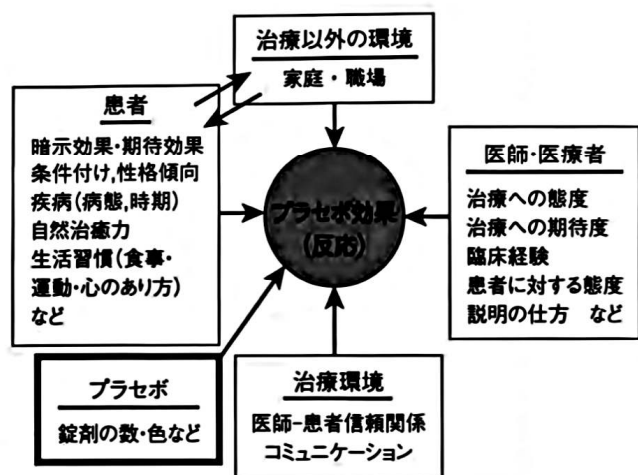 治療以外の環境
家庭・職場
患者
暗示効果・期待効果
条件付け,性格傾向
疾病(病態,時期)
自然治癒力
生活習慣(食事・
運動・心のあり方)
など
プラセボ効果
(反応)
医師・医療者
治療への態度
治療への期待度
臨床経験
患者に対する態度
説明の仕方　など
プラセボ
錠剤の数・色など
治療環境
医師-患者信頼関係
コミュニケーション